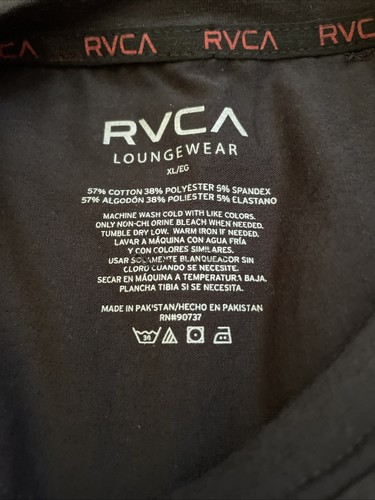 RVCA RVCA RVCA
RVCA
LOUNGEWEAR
XL/EG
57% COTTON 38% POLYESTER 5% SPANDEX
57% ALGODÓN 38% POLIESTER 5% ELASTANO
MACHINE WASH COLD WITH LIKE COLORS.
ONLY NON-CHLORINE BLEACH WHEN NEEDED.
TUMBLE DRY LOW. WARM IRON IF NEEDED.
LAVAR A MÁQUINA CON AGUA FRÍA
Y CON COLORES SIMILARES.
USAR SOLAMENTE BLANQUEADOR SIN
CLORO CUANDO SE NECESITE.
SECAR EN MÁQUINA A TEMPERATURA BAJA.
PLANCHA TIBIA SI SE NECESITA.
MADE IN PAKISTAN/HECHO EN PAKISTAN
RN#90737
30